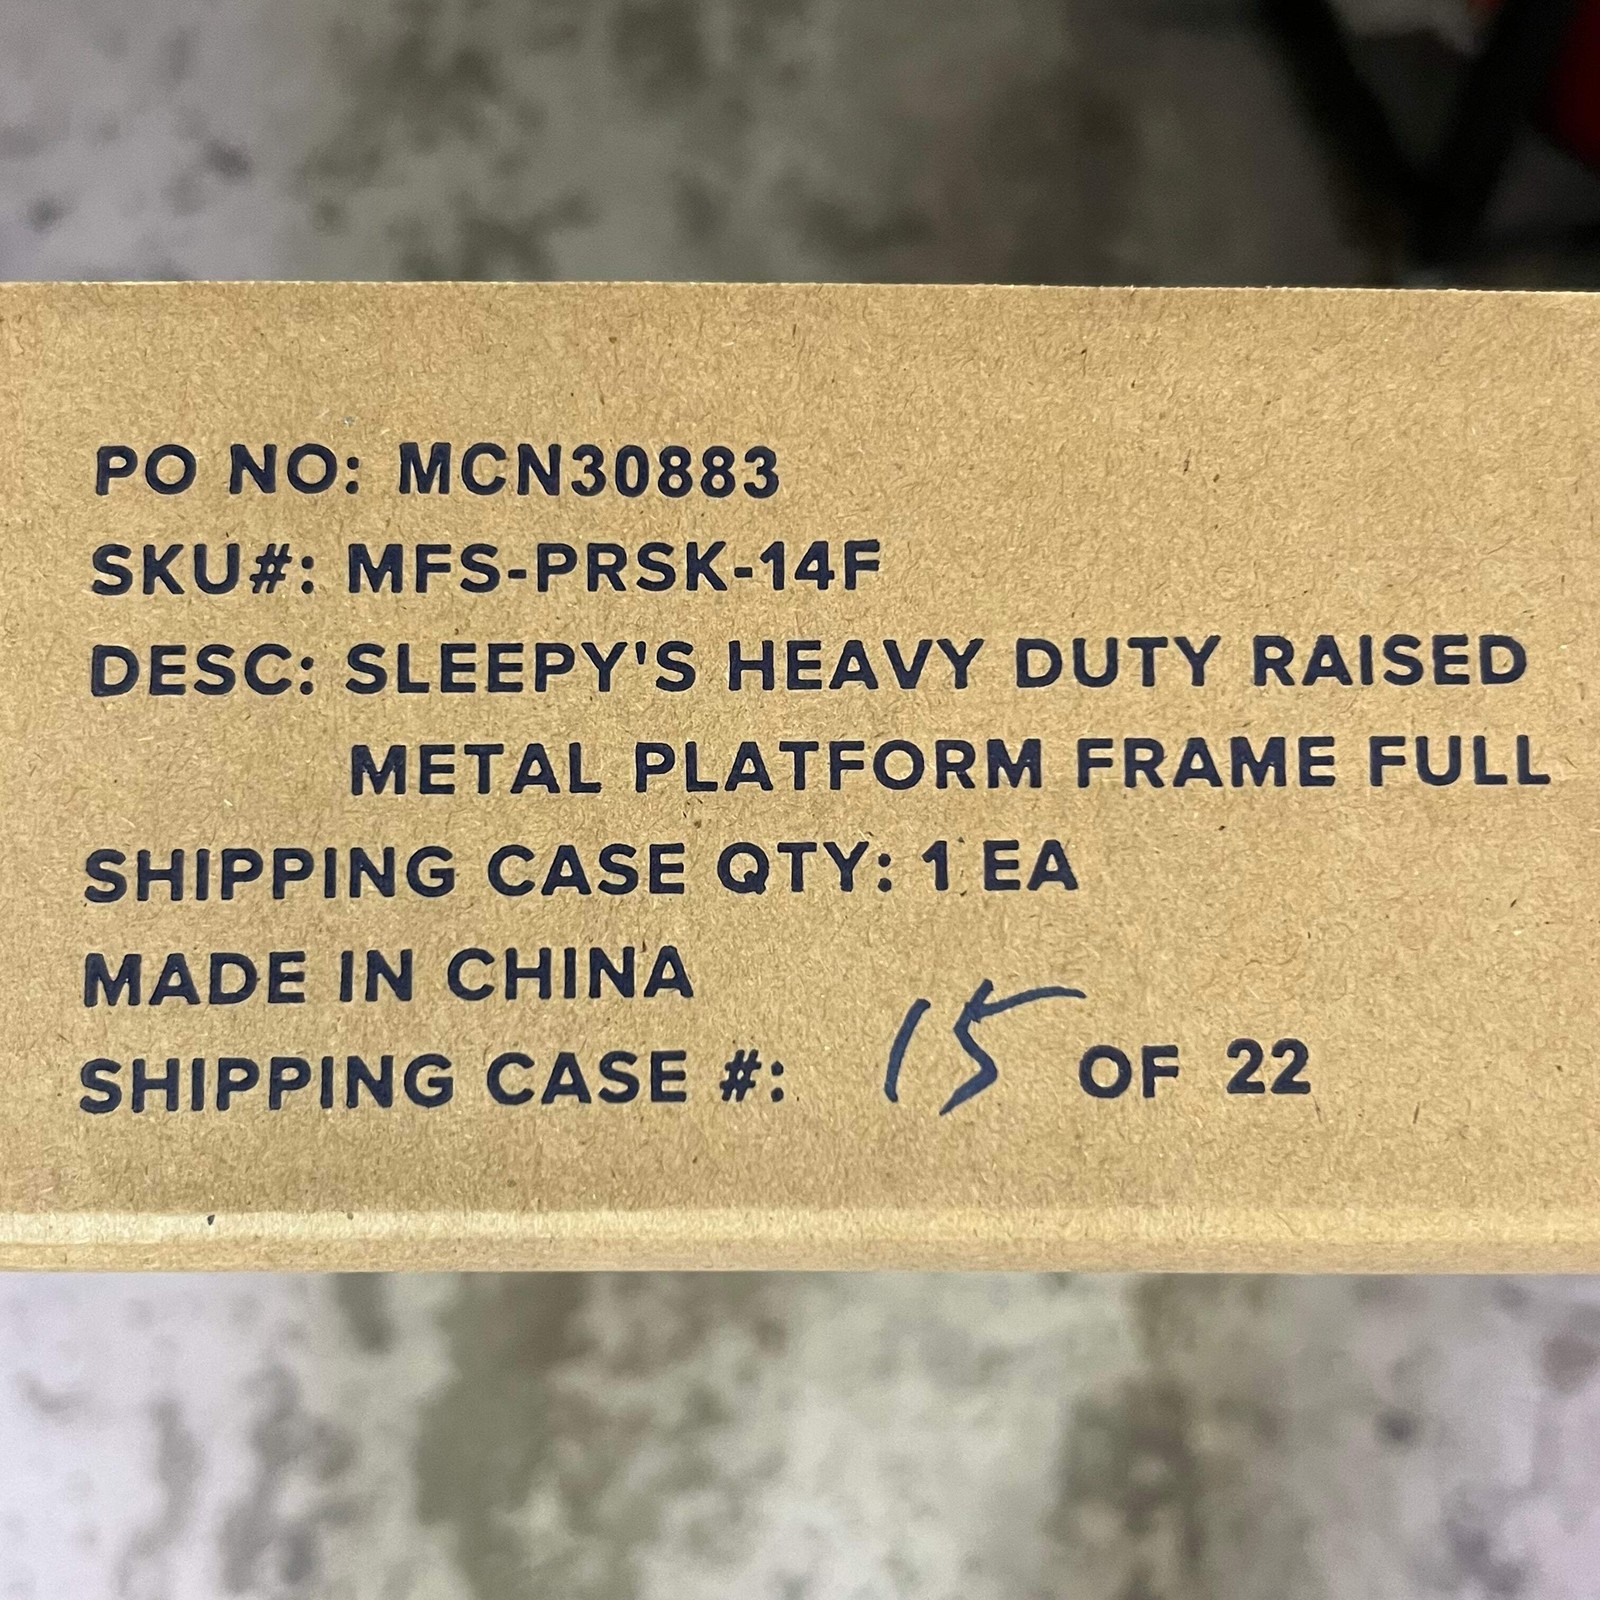 PO NO: MCN30883
SKU#: MFS-PRSK-14F
DESC: SLEEPY'S HEAVY DUTY RAISED
METAL PLATFORM FRAME FULL
SHIPPING CASE QTY: 1 EA
MADE IN CHINA
SHIPPING CASE #: 15 OF 22